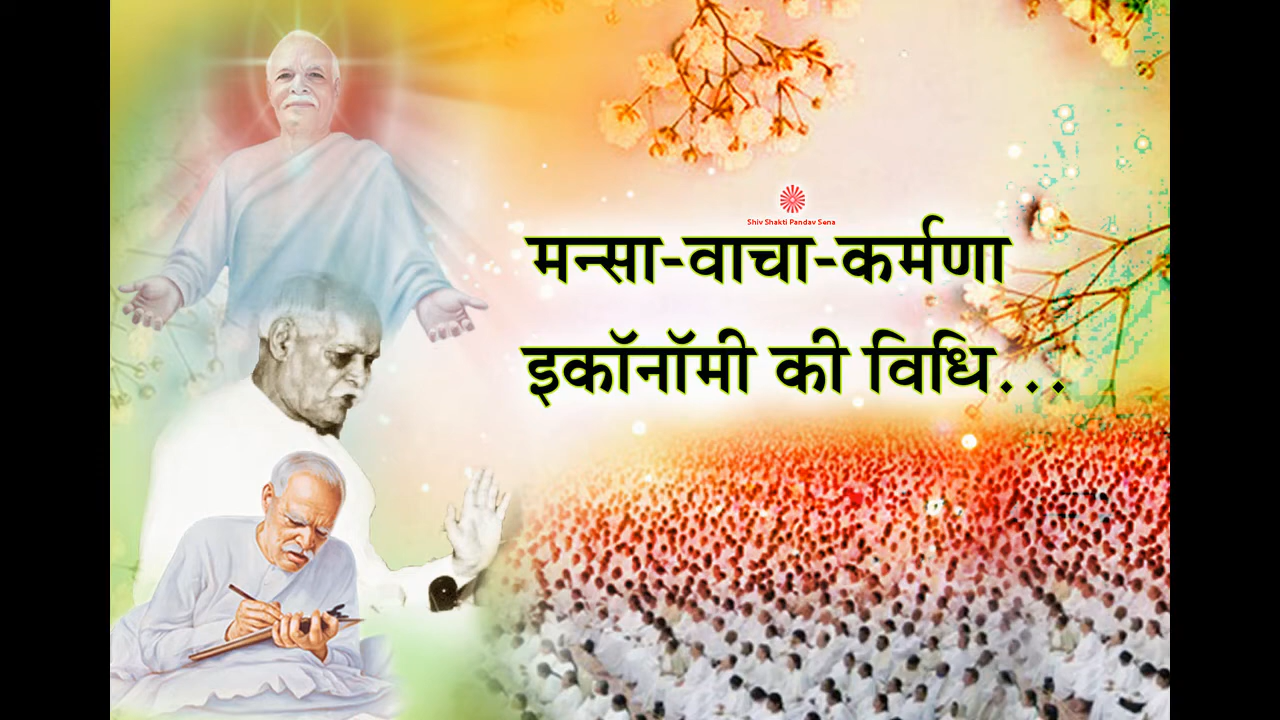 Shiv Shakti Pandav Sena
मन्सा-वाचा-कर्मणा
इकॉनॉमी की विधि...